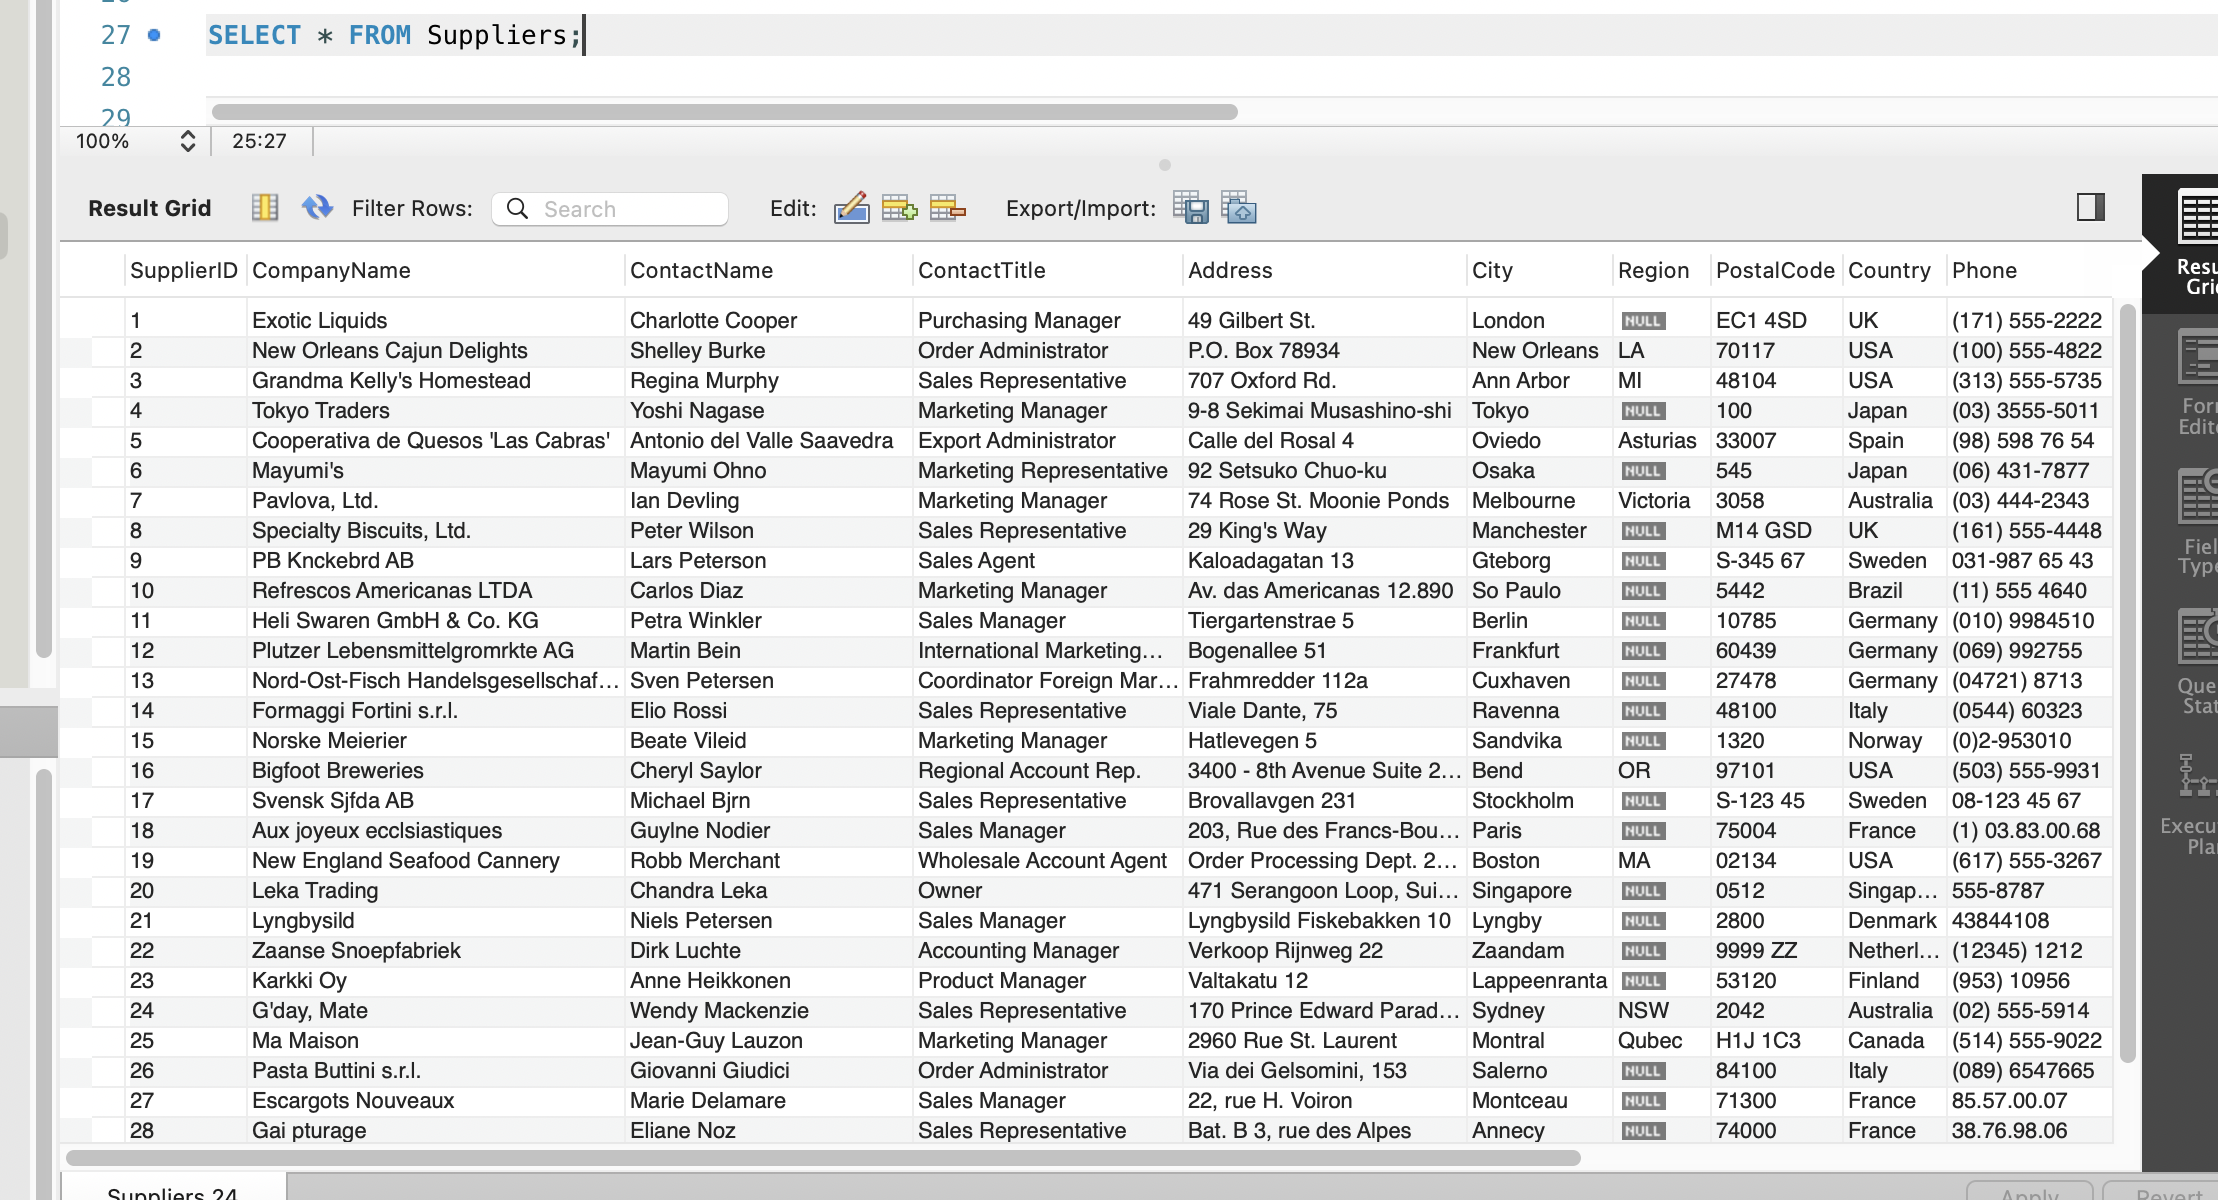 27 SELECT * FROM Suppliers;
28
29
100% 25:27
Result Grid Filter Rows: Search Edit: Export/Import:
SupplierID CompanyName ContactName ContactTitle Address City Region PostalCode Country Phone
1 Exotic Liquids Charlotte Cooper Purchasing Manager 49 Gilbert St. London NULL EC1 4SD UK (171) 555-2222
2 New Orleans Cajun Delights Shelley Burke Order Administrator P.O. Box 78934 New Orleans LA 70117 USA (100) 555-4822
3 Grandma Kelly's Homestead Regina Murphy Sales Representative 707 Oxford Rd. Ann Arbor MI 48104 USA (313) 555-5735
4 Tokyo Traders Yoshi Nagase Marketing Manager 9-8 Sekimai Musashino-shi Tokyo NULL 100 Japan (03) 3555-5011
5 Cooperativa de Quesos 'Las Cabras' Antonio del Valle Saavedra Export Administrator Calle del Rosal 4 Oviedo Asturias 33007 Spain (98) 598 76 54
6 Mayumi's Mayumi Ohno Marketing Representative 92 Setsuko Chuo-ku Osaka NULL 545 Japan (06) 431-7877
7 Pavlova, Ltd. Ian Devling Marketing Manager 74 Rose St. Moonie Ponds Melbourne Victoria 3058 Australia (03) 444-2343
8 Specialty Biscuits, Ltd. Peter Wilson Sales Representative 29 King's Way Manchester NULL M14 GSD UK (161) 555-4448
9 PB Knckebrd AB Lars Peterson Sales Agent Kaloadagatan 13 Gteborg NULL S-345 67 Sweden 031-987 65 43
10 Refrescos Americanas LTDA Carlos Diaz Marketing Manager Av. das Americanas 12.890 So Paulo NULL 5442 Brazil (11) 555 4640
11 Heli Swaren GmbH & Co. KG Petra Winkler Sales Manager Tiergartenstrae 5 Berlin NULL 10785 Germany (010) 9984510
12 Plutzer Lebensmittelgromrkte AG Martin Bein International Marketing... Bogenallee 51 Frankfurt NULL 60439 Germany (069) 992755
13 Nord-Ost-Fisch Handelsgesellschaf... Sven Petersen Coordinator Foreign Mar... Frahmredder 112a Cuxhaven NULL 27478 Germany (04721) 8713
14 Formaggi Fortini s.r.l. Elio Rossi Sales Representative Viale Dante, 75 Ravenna NULL 48100 Italy (0544) 60323
15 Norske Meierier Beate Vileid Marketing Manager Hatlevegen 5 Sandvika NULL 1320 Norway (0)2-953010
16 Bigfoot Breweries Cheryl Saylor Regional Account Rep. 3400 - 8th Avenue Suite 2... Bend OR 97101 USA (503) 555-9931
17 Svensk Sjfda AB Michael Bjrn Sales Representative Brovallavgen 231 Stockholm NULL S-123 45 Sweden 08-123 45 67
18 Aux joyeux ecclsiastiques Guylne Nodier Sales Manager 203, Rue des Francs-Bou... Paris NULL 75004 France (1) 03.83.00.68
19 New England Seafood Cannery Robb Merchant Wholesale Account Agent Order Processing Dept. 2... Boston MA 02134 USA (617) 555-3267
20 Leka Trading Chandra Leka Owner 471 Serangoon Loop, Sui... Singapore NULL 0512 Singap... 555-8787
21 Lyngbysild Niels Petersen Sales Manager Lyngbysild Fiskebakken 10 Lyngby NULL 2800 Denmark 43844108
22 Zaanse Snoepfabriek Dirk Luchte Accounting Manager Verkoop Rijnweg 22 Zaandam NULL 9999 ZZ Netherl... (12345) 1212
23 Karkki Oy Anne Heikkonen Product Manager Valtakatu 12 Lappeenranta NULL 53120 Finland (953) 10956
24 G'day, Mate Wendy Mackenzie Sales Representative 170 Prince Edward Parad... Sydney NSW 2042 Australia (02) 555-5914
25 Ma Maison Jean-Guy Lauzon Marketing Manager 2960 Rue St. Laurent Montral Qubec H1J 1C3 Canada (514) 555-9022
26 Pasta Buttini s.r.l. Giovanni Giudici Order Administrator Via dei Gelsomini, 153 Salerno NULL 84100 Italy (089) 6547665
27 Escargots Nouveaux Marie Delamare Sales Manager 22, rue H. Voiron Montceau NULL 71300 France 85.57.00.07
28 Gai pturage Eliane Noz Sales Representative Bat. B 3, rue des Alpes Annecy NULL 74000 France 38.76.98.06
Suppliers 24 Apply Revert